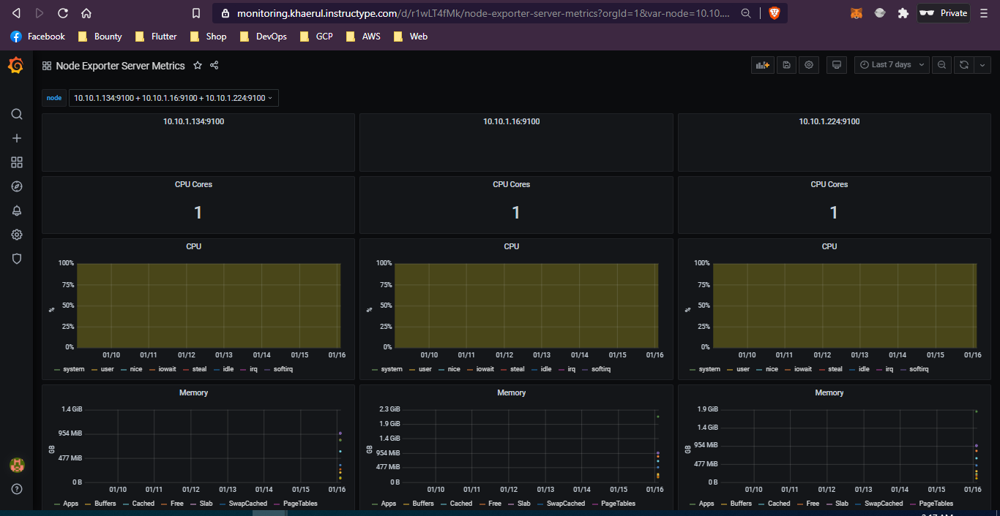 monitoring.khaerul.instructype.com/d/r1wLT4fMk/node-exporter-server-metrics?orgId=1&var-node=10.10....
Private
Facebook Bounty Flutter Shop DevOps GCP AWS Web
Node Exporter Server Metrics
Last 7 days
node 10.10.1.134:9100 + 10.10.1.16:9100 + 10.10.1.224:9100
10.10.1.134:9100 10.10.1.16:9100 10.10.1.224:9100
CPU Cores CPU Cores CPU Cores
1 1 1
CPU CPU CPU
100% 100% 100%
75% 75% 75%
50% 50% 50%
% % %
25% 25% 25%
0% 0% 0%
01/10 01/11 01/12 01/13 01/14 01/15 01/16 01/10 01/11 01/12 01/13 01/14 01/15 01/16 01/10 01/11 01/12 01/13 01/14 01/15 01/16
system user nice iowait steal idle irq softirq system user nice iowait steal idle irq softirq system user nice iowait steal idle irq softirq
Memory Memory Memory
1.4 GiB 2.3 GiB 1.9 GiB
1.9 GiB
1.4 GiB
954 MiB 1.4 GiB 954 MiB
GB GB GB
477 MiB 954 MiB 477 MiB
477 MiB
0 B 0 B 0 B
01/10 01/11 01/12 01/13 01/14 01/15 01/16 01/10 01/11 01/12 01/13 01/14 01/15 01/16 01/10 01/11 01/12 01/13 01/14 01/15 01/16
Apps Buffers Cached Free Slab SwapCached PageTables Apps Buffers Cached Free Slab SwapCached PageTables Apps Buffers Cached Free Slab SwapCached PageTables